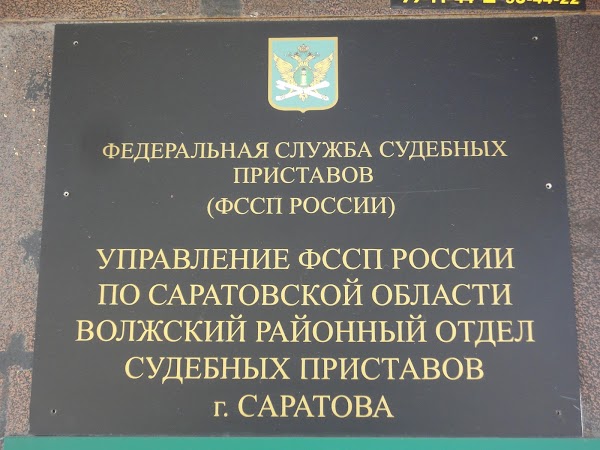 ФЕДЕРАЛЬНАЯ СЛУЖБА СУДЕБНЫХ
ПРИСТАВОВ
(ФССП РОССИИ)
УПРАВЛЕНИЕ ФССП РОССИИ
ПО САРАТОВСКОЙ ОБЛАСТИ
ВОЛЖСКИЙ РАЙОННЫЙ ОТДЕЛ
СУДЕБНЫХ ПРИСТАВОВ
г. САРАТОВА